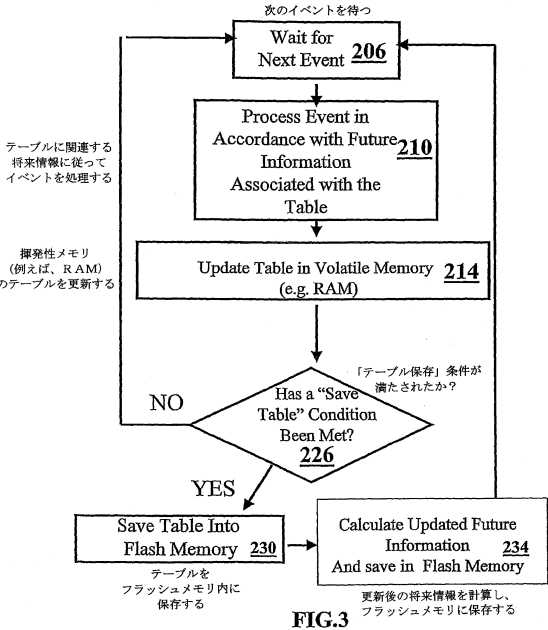 次のイベントを待つ
Wait for
Next Event 206
Process Event in
Accordance with Future
Information 210
Associated with the
Table
テーブルに関連する
将来情報に従って
イベントを処理する
揮発性メモリ
(例えば、RAM)
のテーブルを更新する
Update Table in Volatile Memory 214
(e.g. RAM)
「テーブル保存」条件が
満たされたか?
Has a “Save
Table” Condition
Been Met?
226
NO
YES
Save Table Into
Flash Memory 230
テーブルを
フラッシュメモリ内に
保存する
Calculate Updated Future
Information 234
And save in Flash Memory
更新後の将来情報を計算し、
フラッシュメモリに保存する
FIG.3